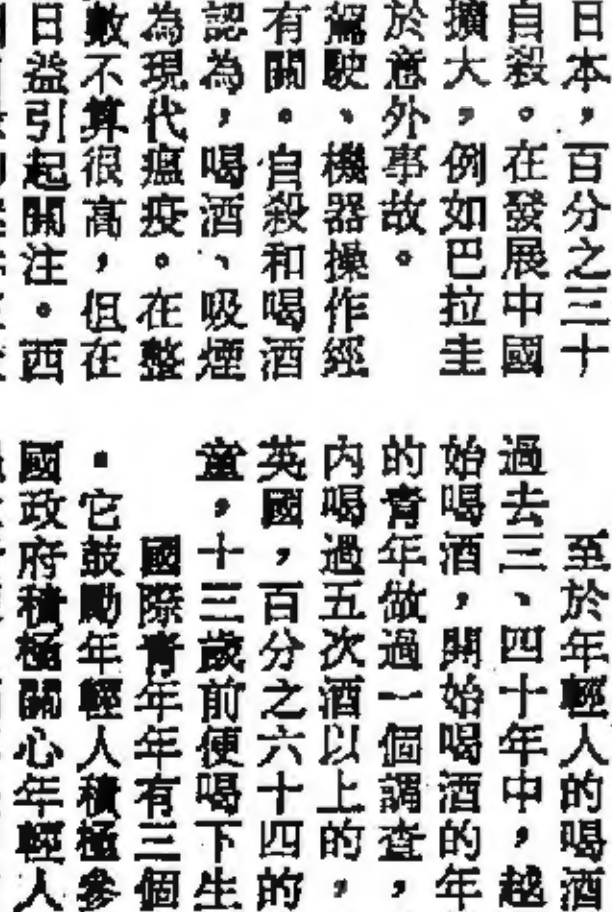 日本，百分之三十
自殺。在發展中國
擴大，例如巴拉圭
於意外事故。
駕駛、機器操作經
有關。自殺和喝酒
認為，喝酒、吸煙
為現代瘟疫。在整
數不算很高，但在
日益引起關注。西
至於年輕人的喝酒
過去三、四十年中，越
始喝酒，開始喝酒的年
的青年做過一個調查，
內喝過五次酒以上的，
英國，百分之六十四的
童，十三歲前便喝下生
國際青年年有三個
。它鼓勵年輕人積極參
國政府積極關心年輕人